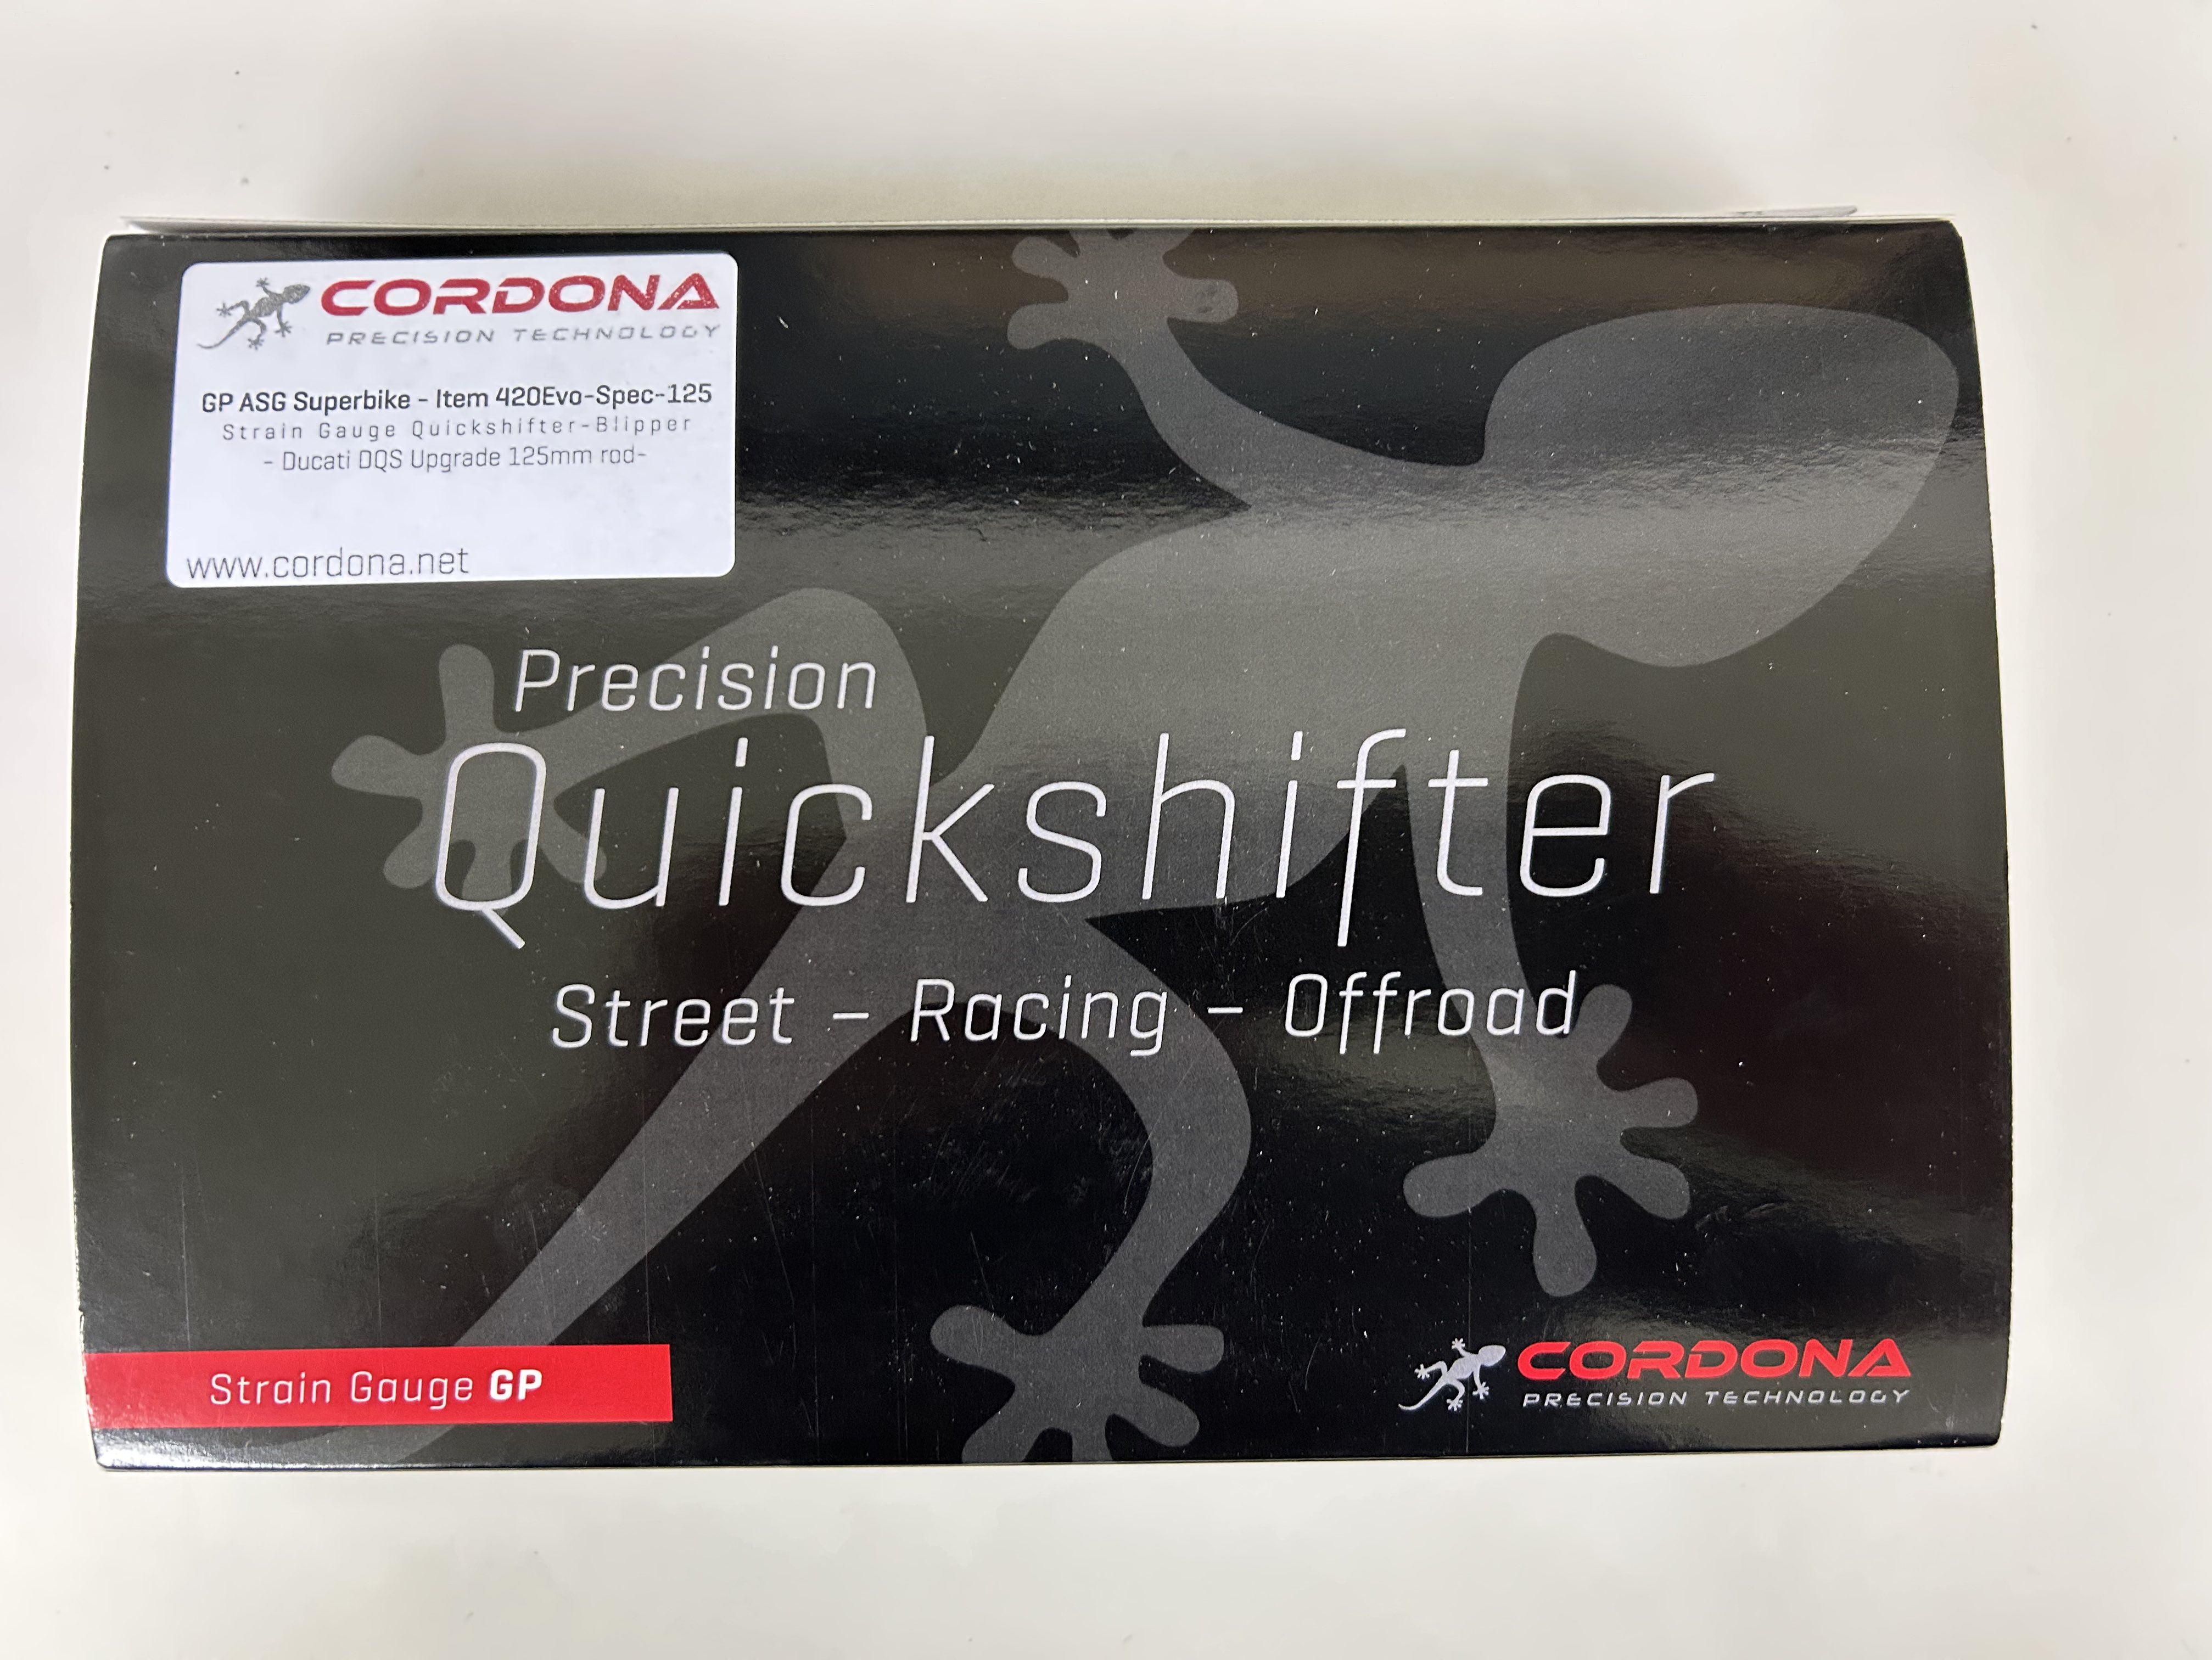 CORDONA
PRECISION TECHNOLOGY
GP ASG Superbike - Item 420Evo-Spec-125
Strain Gauge Quickshifter-Blipper
- Ducati DQS Upgrade 125mm rod-
www.cordona.net
Precision
Quickshifter
Street - Racing - Offroad
Strain Gauge GP
CORDONA
PRECISION TECHNOLOGY